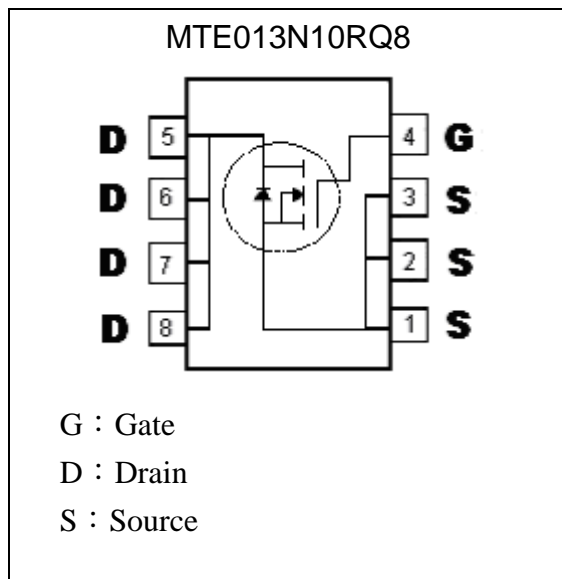 MTE013N10RQ8
D 5 4 G
D 6 3 S
D 7 2 S
D 8 1 S
G：Gate
D：Drain
S：Source